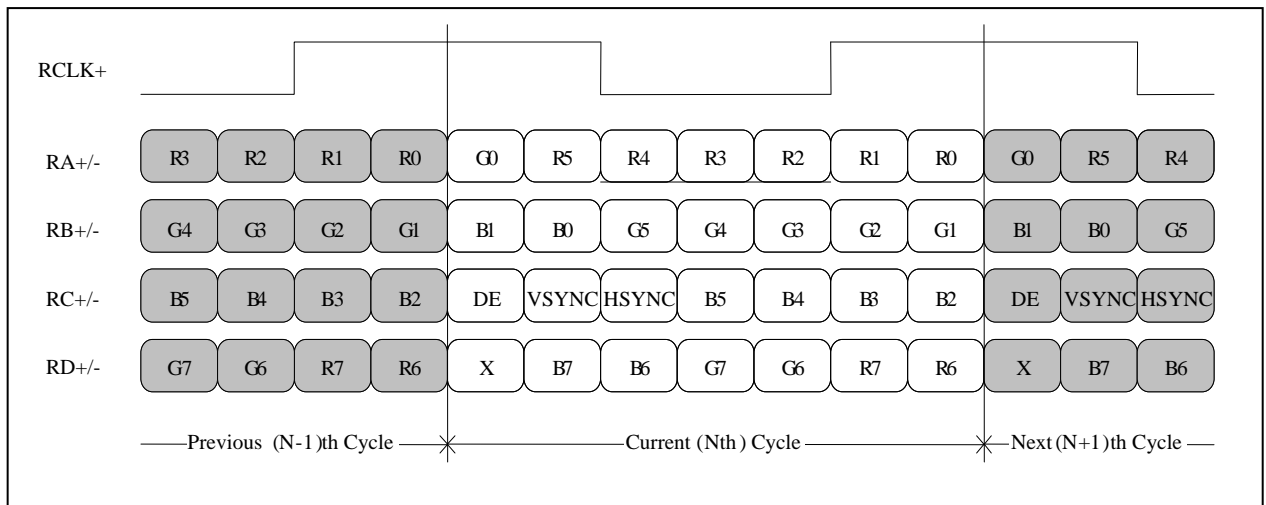 RCLK+
RA+/- R3 R2 R1 R0 G0 R5 R4 R3 R2 R1 R0 G0 R5 R4
RB+/- G4 G3 G2 G1 B1 B0 G5 G4 G3 G2 G1 B1 B0 G5
RC+/- B5 B4 B3 B2 DE VSYNC HSYNC B5 B4 B3 B2 DE VSYNC HSYNC
RD+/- G7 G6 R7 R6 X B7 B6 G7 G6 R7 R6 X B7 B6
Previous (N-1)th Cycle Current (Nth) Cycle Next (N+1)th Cycle